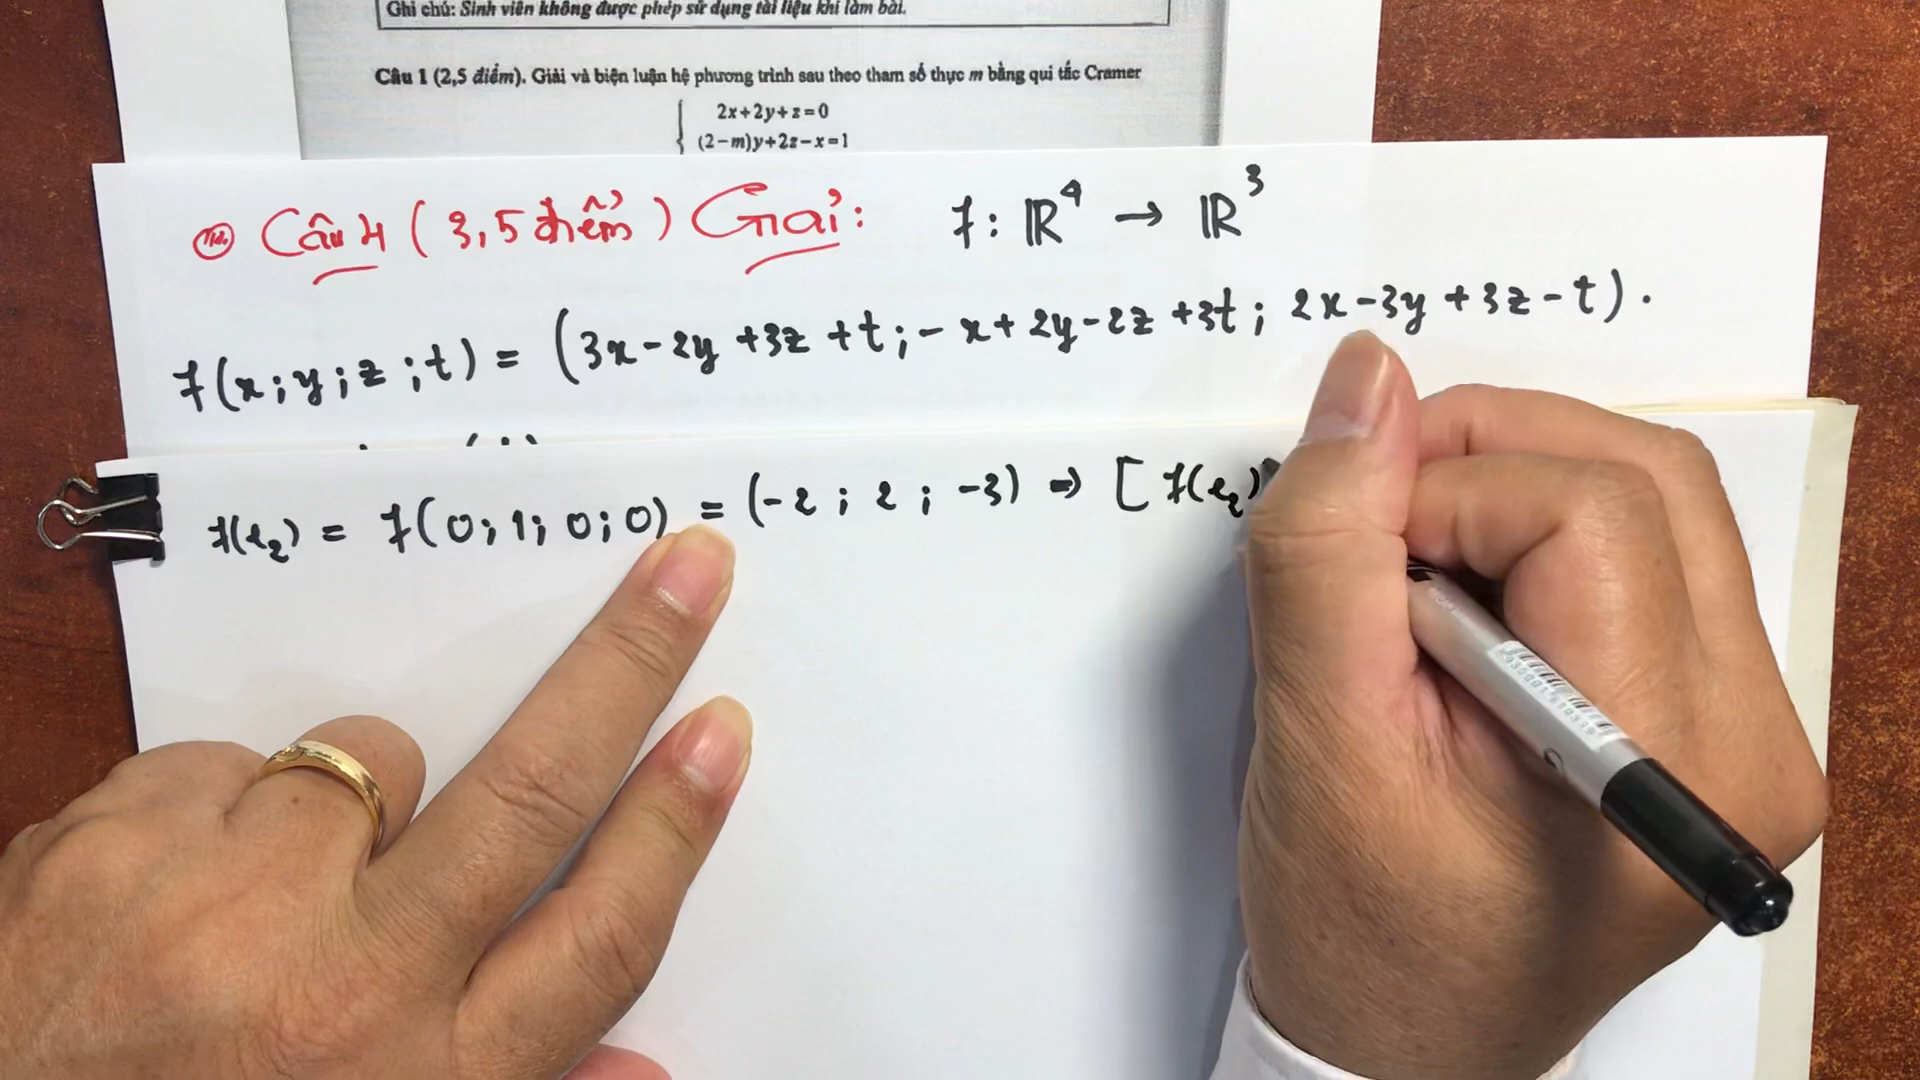 Ghi chú: Sinh viên không được phép sử dụng tài liệu khi làm bài.
Câu 1 (2,5 điểm). Giải và biện luận hệ phương trình sau theo tham số thực m bằng qui tắc Cramer
2x+2y+z=0
(2-m)y+2z-x=1
Câu 4 (3,5 điểm) Giải: f: ℝ⁴ → ℝ³
f(x;y;z;t) = (3x-2y+3z+t;-x+2y-2z+3t; 2x-3y+3z-t).
f(e₂) = f(0;1;0;0) = (-2; 2; -3) ⇒ [f(e₂)